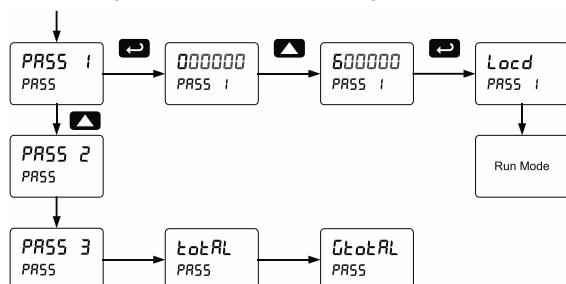 PASS 1
PASS
000000
PASS 1
600000
PASS 1
Locd
PASS 1
PASS 2
PASS
Run Mode
PASS 3
PASS
totAL
PASS
GtotAL
PASS